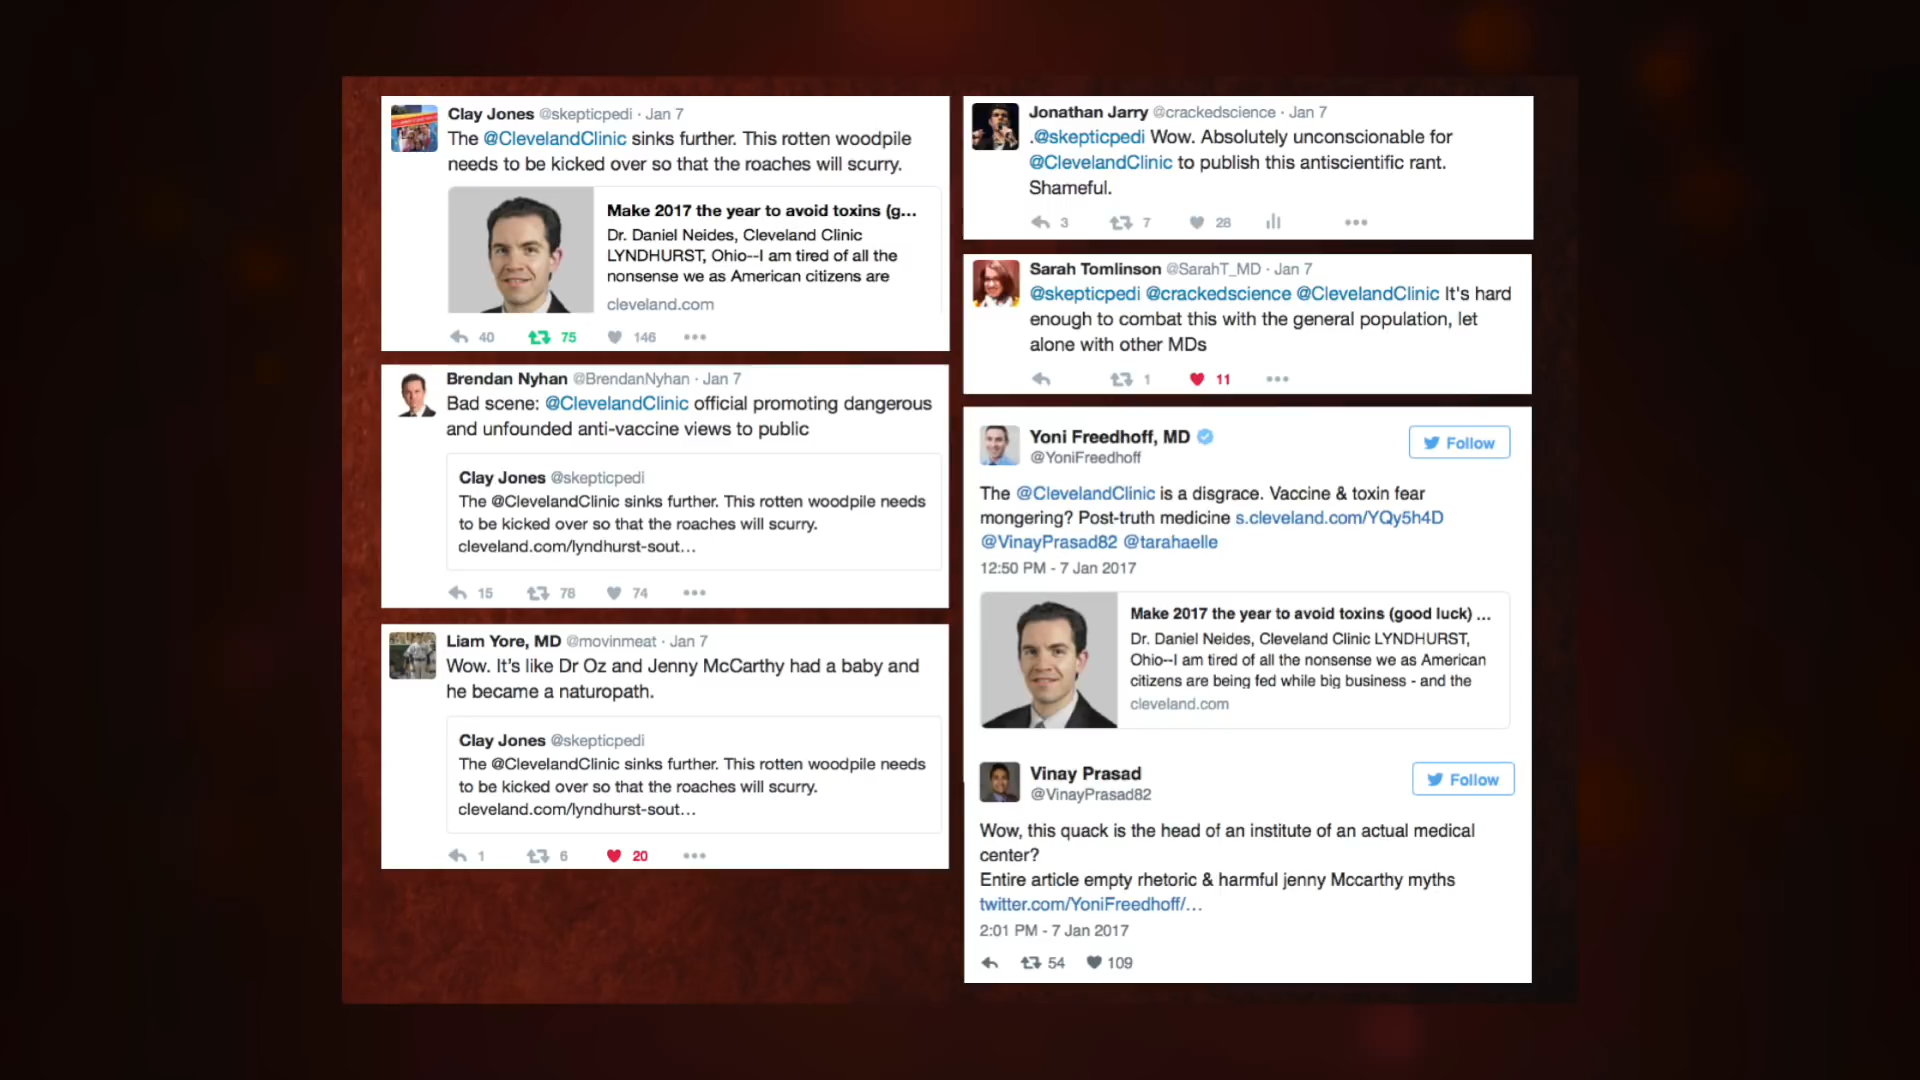 Clay Jones @skepticpedi · Jan 7
The @ClevelandClinic sinks further. This rotten woodpile
needs to be kicked over so that the roaches will scurry.
Make 2017 the year to avoid toxins (g...
Dr. Daniel Neides, Cleveland Clinic
LYNDHURST, Ohio--I am tired of all the
nonsense we as American citizens are
cleveland.com
40 75 146
Brendan Nyhan @BrendanNyhan · Jan 7
Bad scene: @ClevelandClinic official promoting dangerous
and unfounded anti-vaccine views to public
Clay Jones @skepticpedi
The @ClevelandClinic sinks further. This rotten woodpile needs
to be kicked over so that the roaches will scurry.
cleveland.com/lyndhurst-sout...
15 78 74
Liam Yore, MD @movinmeat · Jan 7
Wow. It's like Dr Oz and Jenny McCarthy had a baby and
he became a naturopath.
Clay Jones @skepticpedi
The @ClevelandClinic sinks further. This rotten woodpile needs
to be kicked over so that the roaches will scurry.
cleveland.com/lyndhurst-sout...
1 6 20
Jonathan Jarry @crackedscience · Jan 7
.@skepticpedi Wow. Absolutely unconscionable for
@ClevelandClinic to publish this antiscientific rant.
Shameful.
3 7 28
Sarah Tomlinson @SarahT_MD · Jan 7
@skepticpedi @crackedscience @ClevelandClinic It's hard
enough to combat this with the general population, let
alone with other MDs
1 11
Yoni Freedhoff, MD
@YoniFreedhoff
Follow
The @ClevelandClinic is a disgrace. Vaccine & toxin fear
mongering? Post-truth medicine s.cleveland.com/YQy5h4D
@VinayPrasad82 @tarahaelle
12:50 PM - 7 Jan 2017
Make 2017 the year to avoid toxins (good luck) ...
Dr. Daniel Neides, Cleveland Clinic LYNDHURST,
Ohio--I am tired of all the nonsense we as American
citizens are being fed while big business - and the
cleveland.com
Vinay Prasad
@VinayPrasad82
Follow
Wow, this quack is the head of an institute of an actual medical
center?
Entire article empty rhetoric & harmful jenny Mccarthy myths
twitter.com/YoniFreedhoff/...
2:01 PM - 7 Jan 2017
54 109